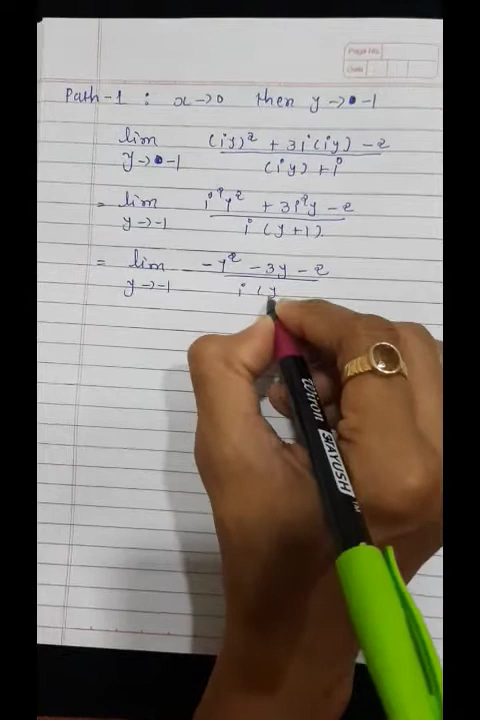 Page No.
Date
Path-1 : x→0 then y→-1
lim (iy)² + 3i(iy) - 2
y→-1 (iy) + i
= lim i²y² + 3i²y - 2
y→-1 i (y+1).
= lim -y² - 3y - 2
y→-1 i (y
Wiron AAYUSH